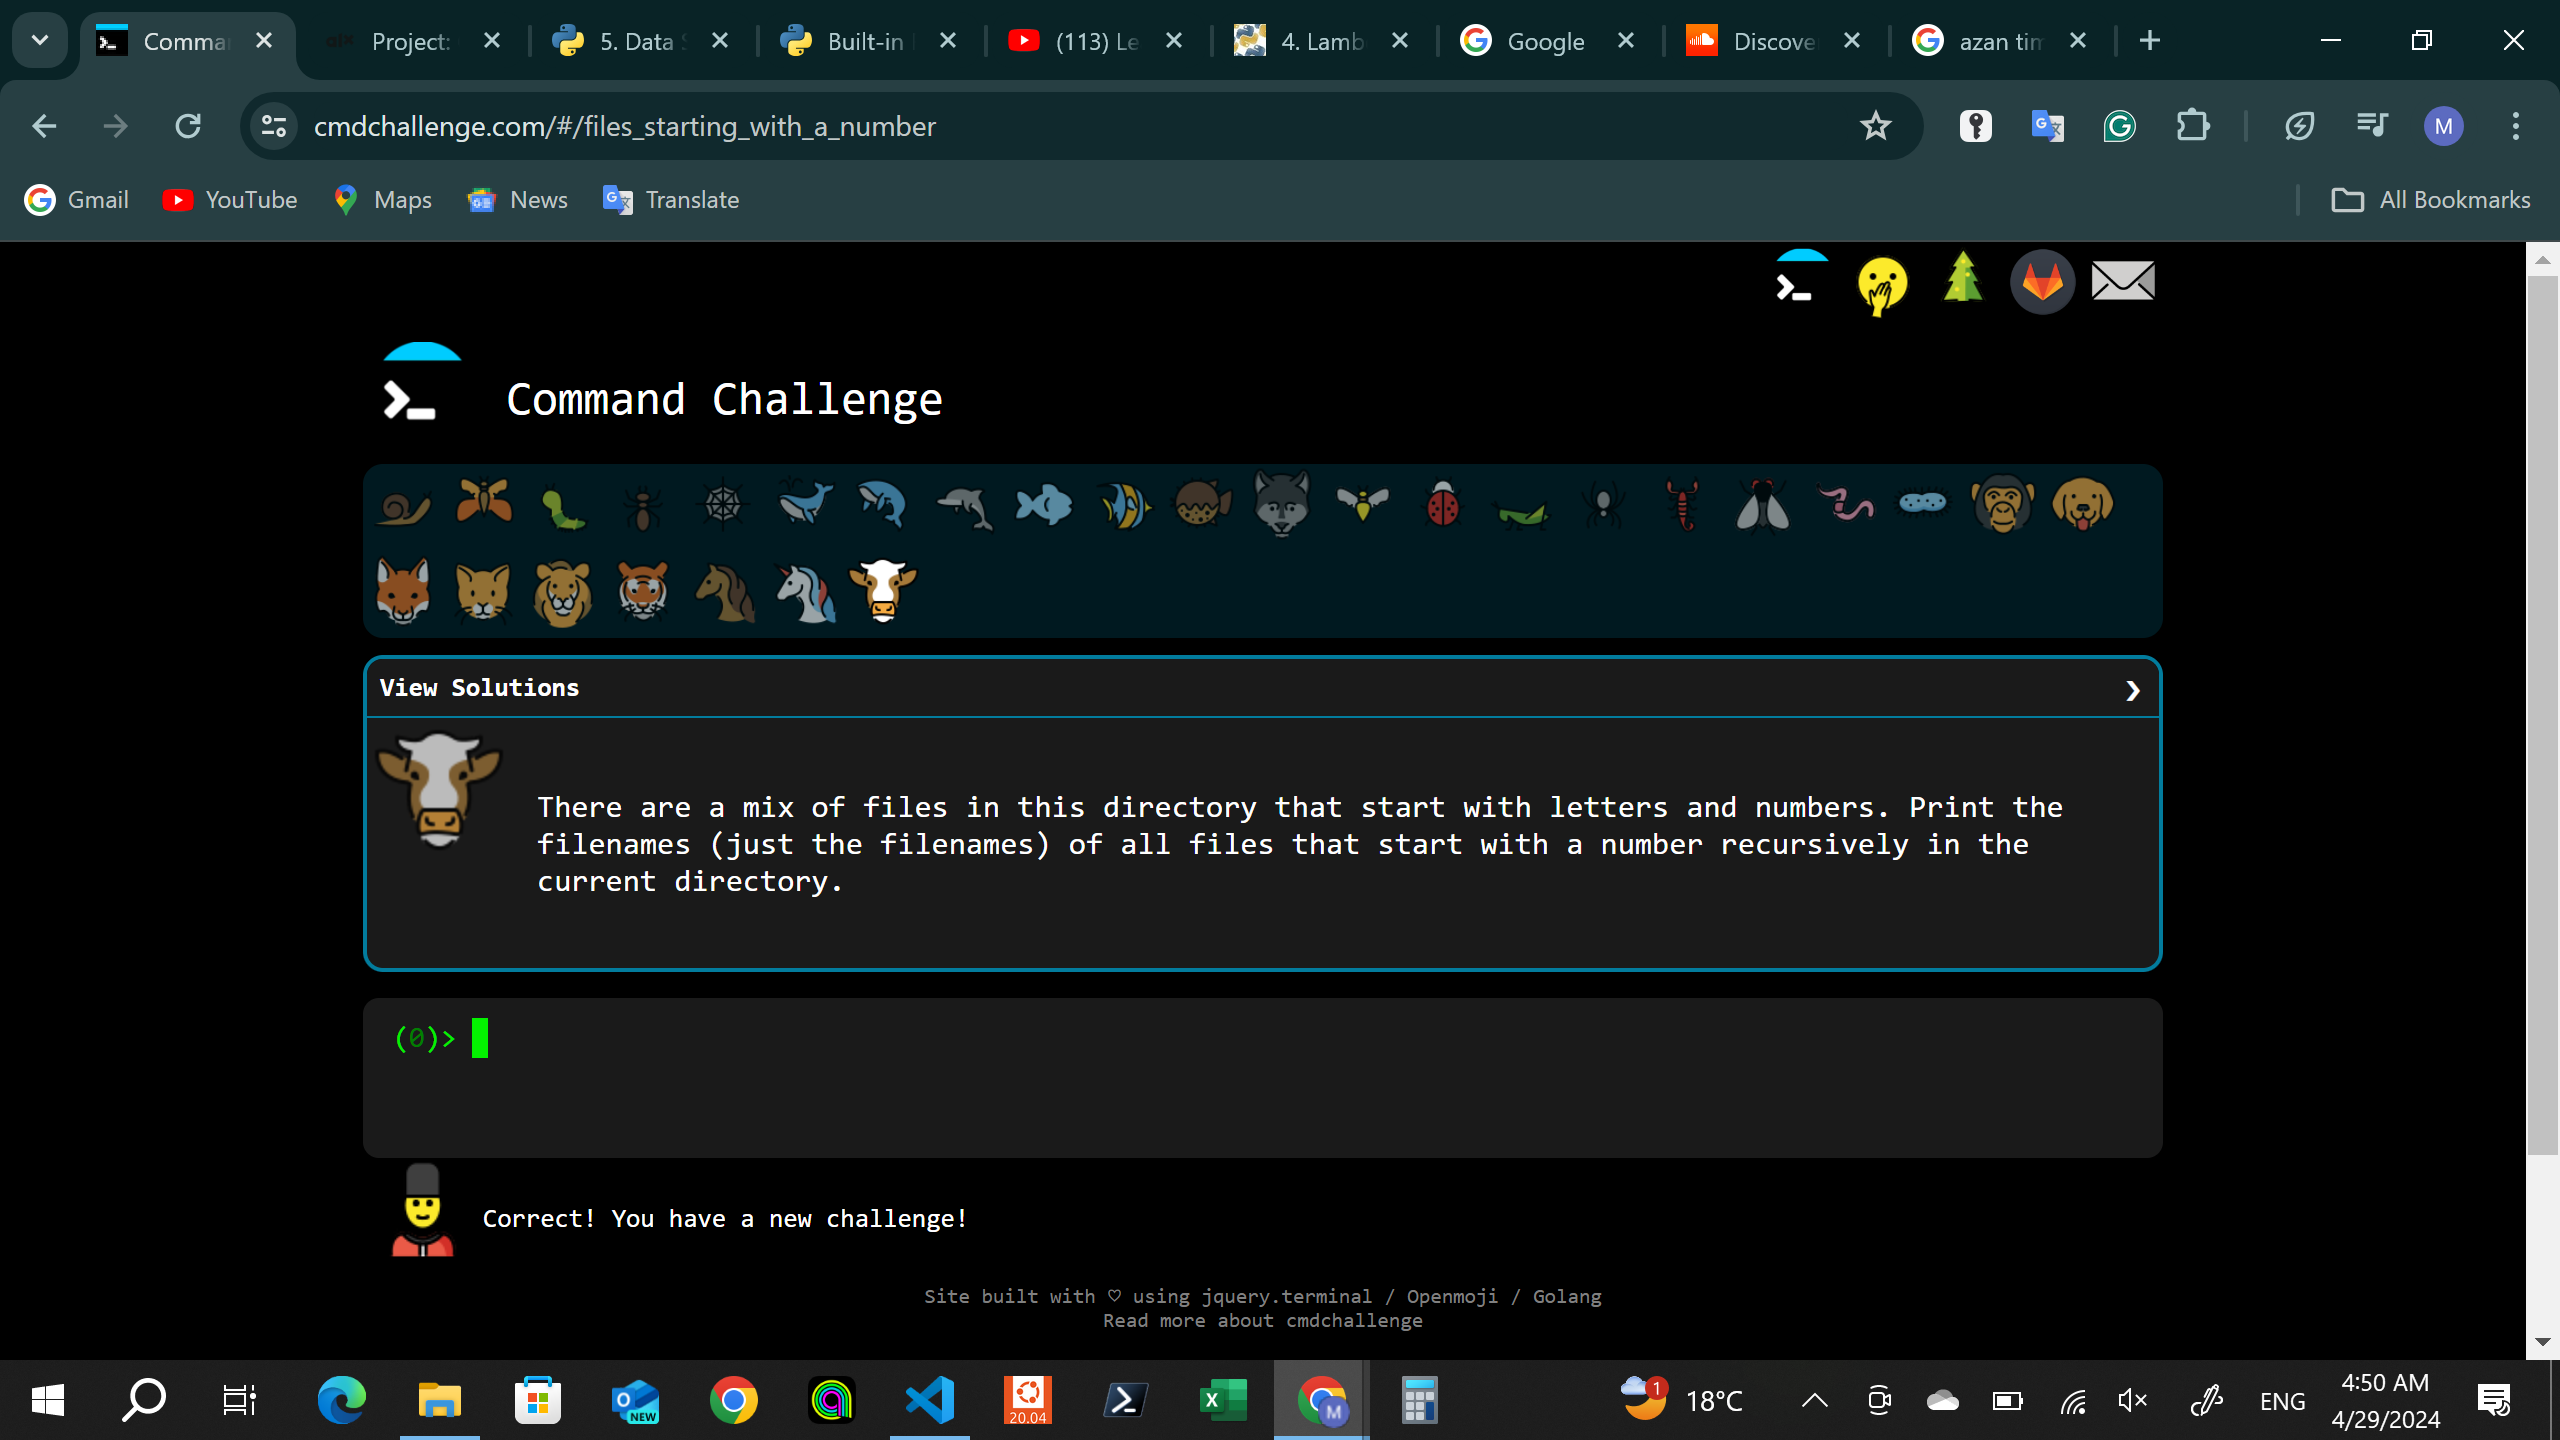 Comma
Project:
5. Data S
Built-in
(113) Le
4. Lamb
Google
Discove
azan tim
cmdchallenge.com/#/files_starting_with_a_number
M
Gmail
YouTube
Maps
News
Translate
All Bookmarks
Command Challenge
View Solutions
There are a mix of files in this directory that start with letters and numbers. Print the
filenames (just the filenames) of all files that start with a number recursively in the
current directory.
(0)>
Correct! You have a new challenge!
Site built with ♡ using jquery.terminal / Openmoji / Golang
Read more about cmdchallenge
NEW
20.04
M
1
18°C
ENG
4:50 AM
4/29/2024